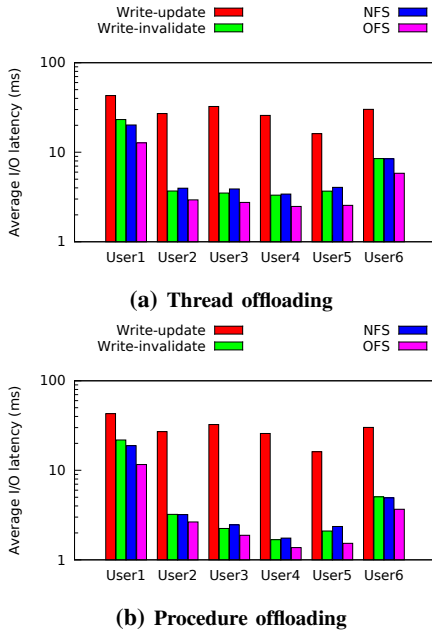 Write-update NFS
Write-invalidate OFS
Average I/O latency (ms)
100
10
1
User1 User2 User3 User4 User5 User6
(a) Thread offloading
Write-update NFS
Write-invalidate OFS
Average I/O latency (ms)
100
10
1
User1 User2 User3 User4 User5 User6
(b) Procedure offloading